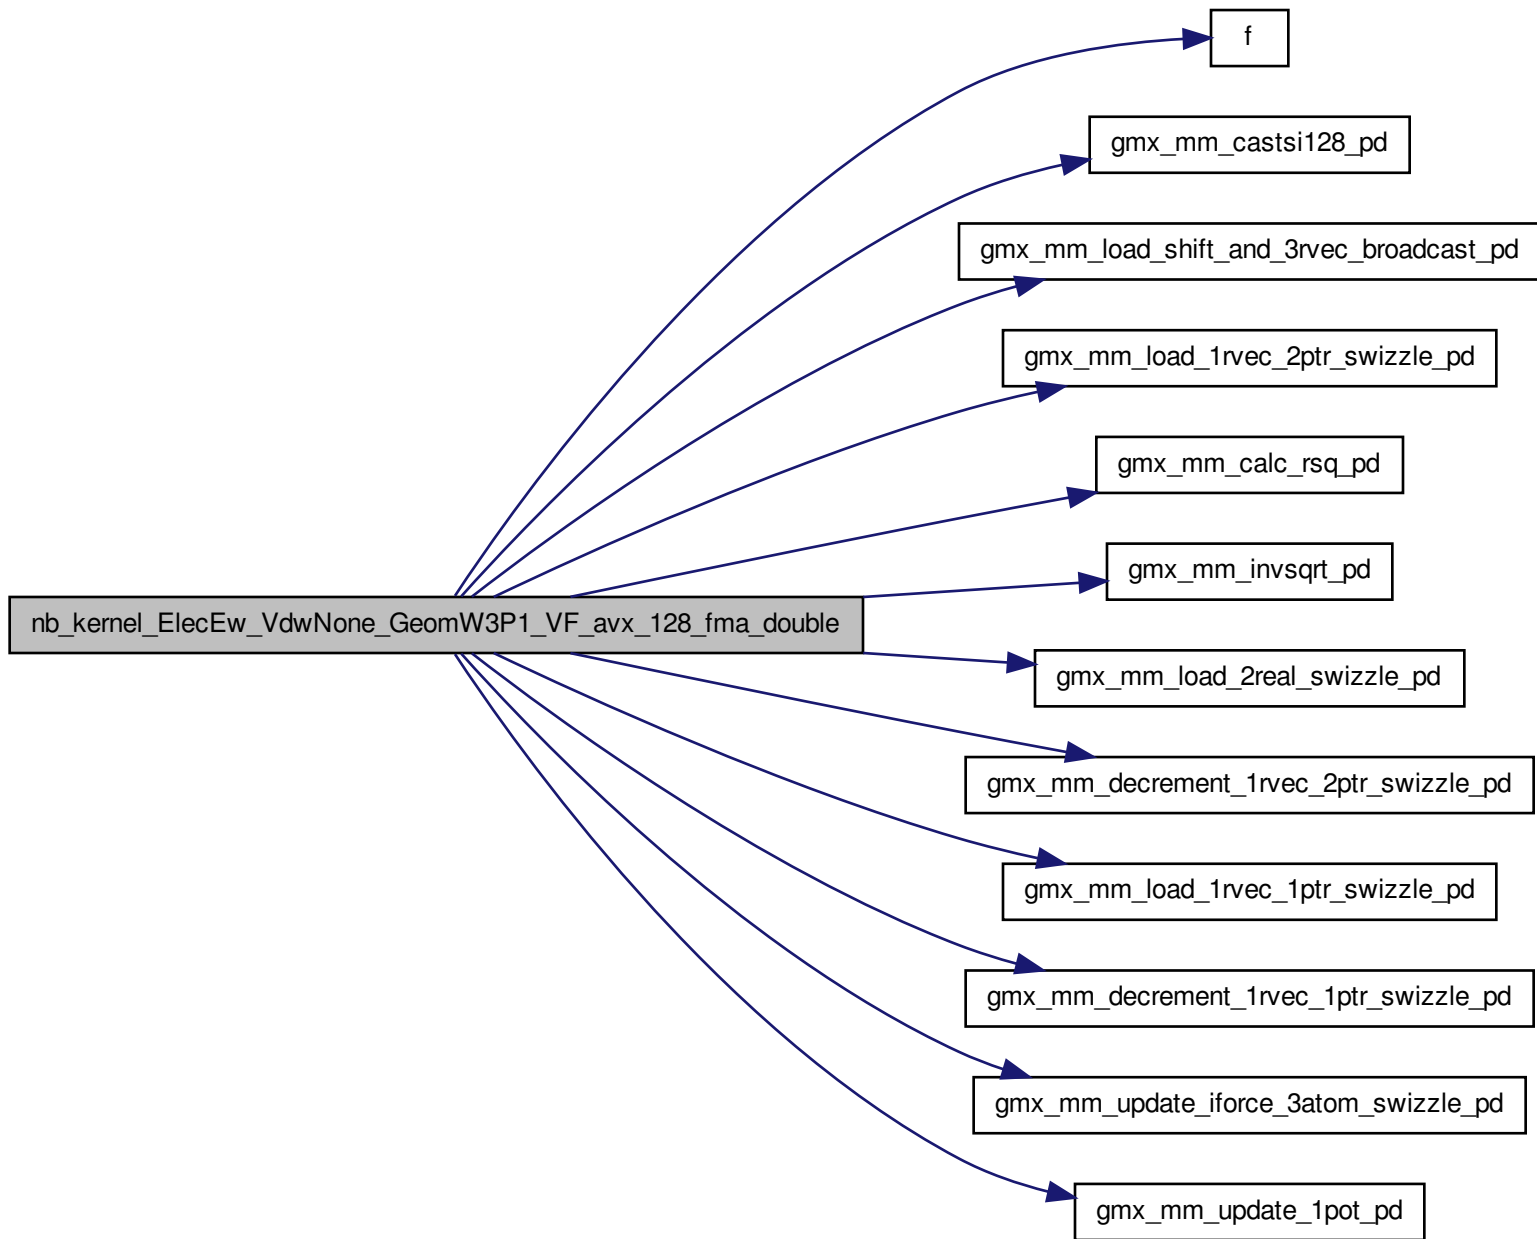 f
gmx_mm_castsi128_pd
gmx_mm_load_shift_and_3rvec_broadcast_pd
gmx_mm_load_1rvec_2ptr_swizzle_pd
gmx_mm_calc_rsq_pd
gmx_mm_invsqrt_pd
nb_kernel_ElecEw_VdwNone_GeomW3P1_VF_avx_128_fma_double
gmx_mm_load_2real_swizzle_pd
gmx_mm_decrement_1rvec_2ptr_swizzle_pd
gmx_mm_load_1rvec_1ptr_swizzle_pd
gmx_mm_decrement_1rvec_1ptr_swizzle_pd
gmx_mm_update_iforce_3atom_swizzle_pd
gmx_mm_update_1pot_pd